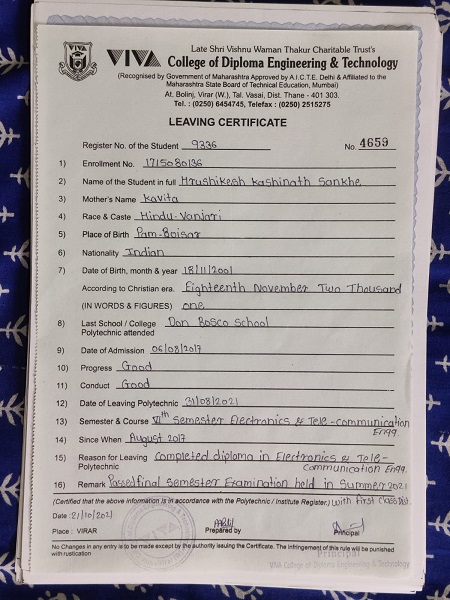 VIVA
Late Shri Vishnu Waman Thakur Charitable Trust's
VIVA College of Diploma Engineering & Technology
(Recognised by Government of Maharashtra Approved by A.I.C.T.E. Delhi & Affiliated to the
Maharashtra State Board of Technical Education, Mumbai)
At. Bolinj, Virar (W.), Tal. Vasai, Dist. Thane - 401 303.
Tel. : (0250) 6454745, Telefax : (0250) 2515275
LEAVING CERTIFICATE
Register No. of the Student 9336 No. 4659
1) Enrollment No. 1715080136
2) Name of the Student in full Hrushikesh Kashinath Sankhe
3) Mother's Name Kavita
4) Race & Caste Hindu-Vanjari
5) Place of Birth Pam-Boisar
6) Nationality Indian
7) Date of Birth, month & year 18/11/2001
According to Christian era. Eighteenth November Two Thousand
(IN WORDS & FIGURES) one
8) Last School / College Don Bosco School
Polytechnic attended
9) Date of Admission 06/08/2017
10) Progress Good
11) Conduct Good
12) Date of Leaving Polytechnic 31/08/2021
13) Semester & Course VIth Semester Electronics & Tele-communication
Engg.
14) Since When August 2017
15) Reason for Leaving Completed diploma in Electronics & Tele-
Polytechnic communication Engg.
16) Remark Passed final semester Examination held in Summer 2021
(Certified that the above information is in accordance with the Polytechnic / Institute Register.) with first class Dist.
Date : 21/10/2021
Place : VIRAR Prepared by Principal
No Changes in any entry is to be made except by the authority issuing the Certificate. The infringement of this rule will be punished
with rustication
Principal
VIVA College of Diploma Engineering & Technology